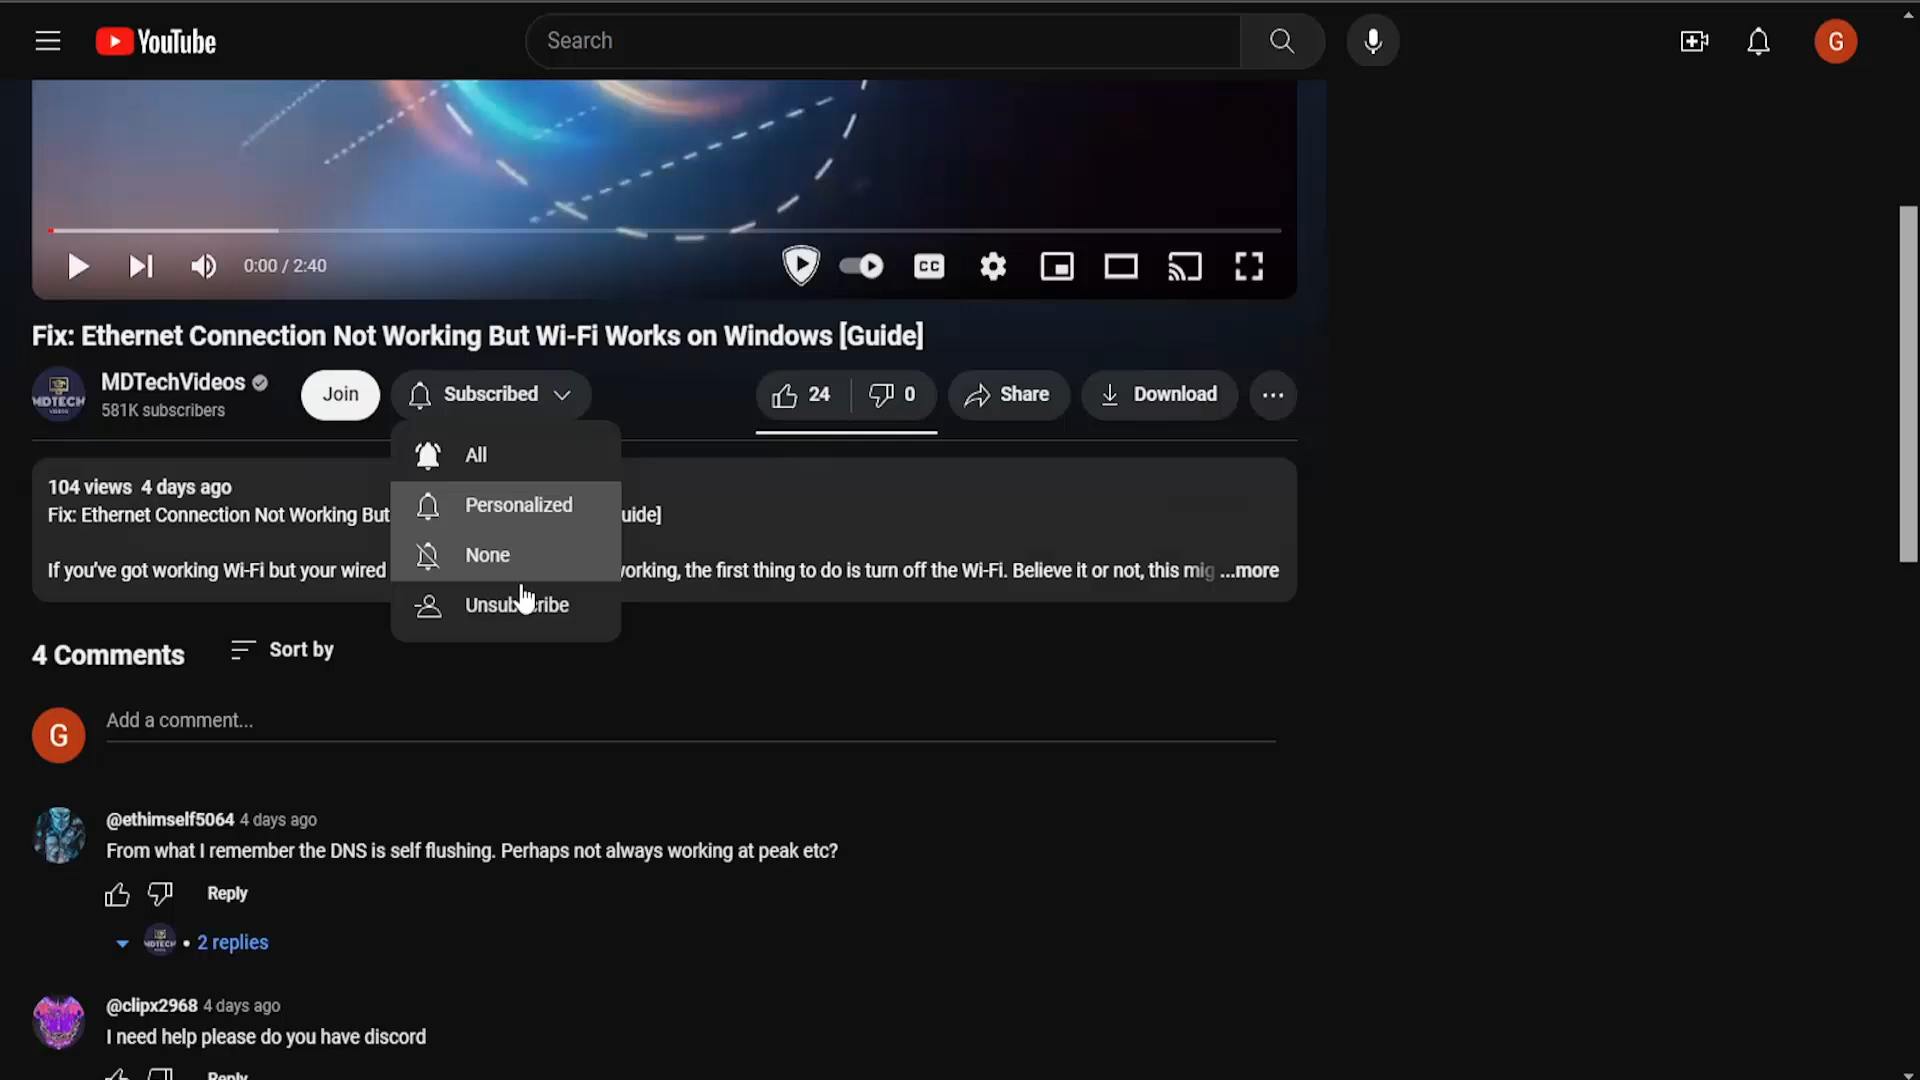 YouTube
Search
G
0:00 / 2:40
CC
Fix: Ethernet Connection Not Working But Wi-Fi Works on Windows [Guide]
MDTECH
MDTechVideos
581K subscribers
Join
Subscribed
24
0
Share
Download
All
Personalized
None
Unsub ribe
104 views 4 days ago
Fix: Ethernet Connection Not Working But uide]
If you've got working Wi-Fi but your wired orking, the first thing to do is turn off the Wi-Fi. Believe it or not, this mig ...more
4 Comments
Sort by
G
Add a comment...
@ethimself5064 4 days ago
From what I remember the DNS is self flushing. Perhaps not always working at peak etc?
Reply
MDTECH
• 2 replies
@clipx2968 4 days ago
I need help please do you have discord
Reply